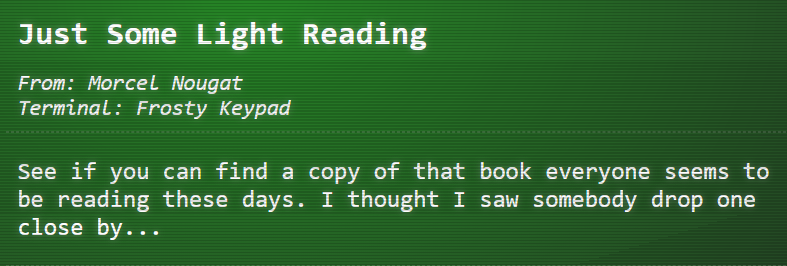 Just Some Light Reading
From: Morcel Nougat
Terminal: Frosty Keypad
See if you can find a copy of that book everyone seems to
be reading these days. I thought I saw somebody drop one
close by...